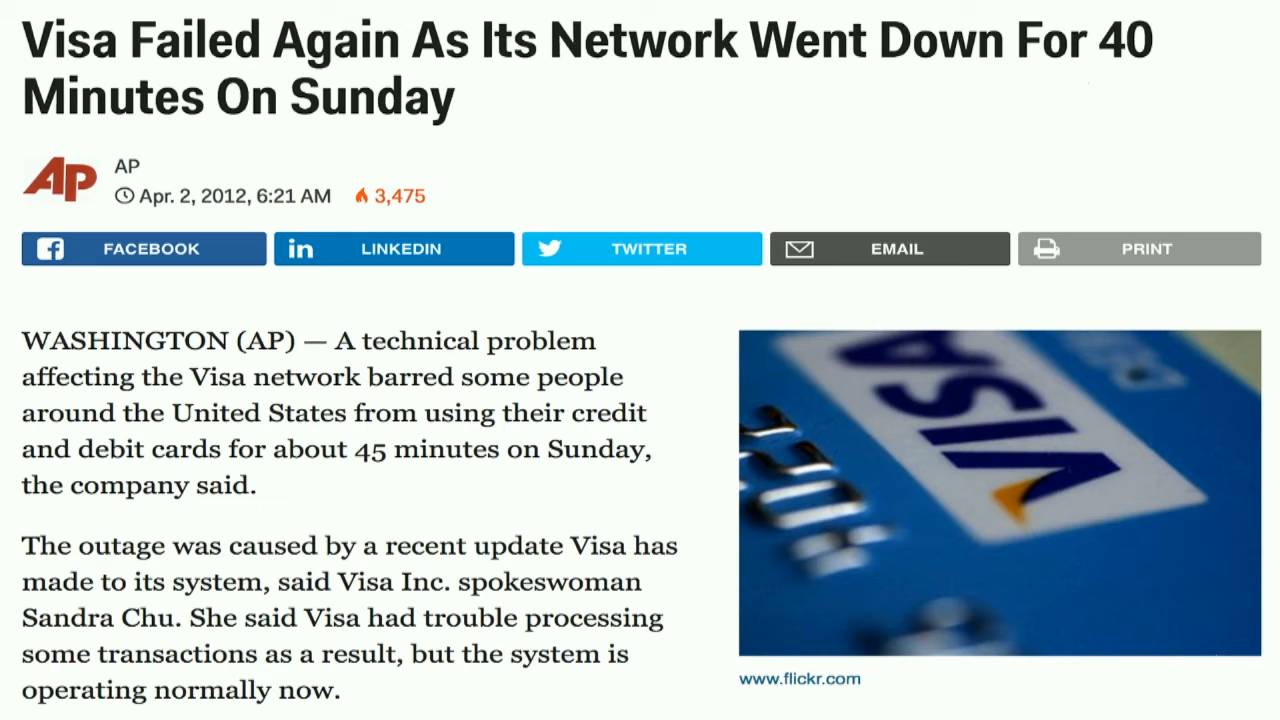 Visa Failed Again As Its Network Went Down For 40
Minutes On Sunday
AP
AP
Apr. 2, 2012, 6:21 AM 3,475
FACEBOOK LINKEDIN TWITTER EMAIL PRINT
WASHINGTON (AP) — A technical problem
affecting the Visa network barred some people
around the United States from using their credit
and debit cards for about 45 minutes on Sunday,
the company said.
The outage was caused by a recent update Visa has
made to its system, said Visa Inc. spokeswoman
Sandra Chu. She said Visa had trouble processing
some transactions as a result, but the system is
operating normally now.
VISA
www.flickr.com